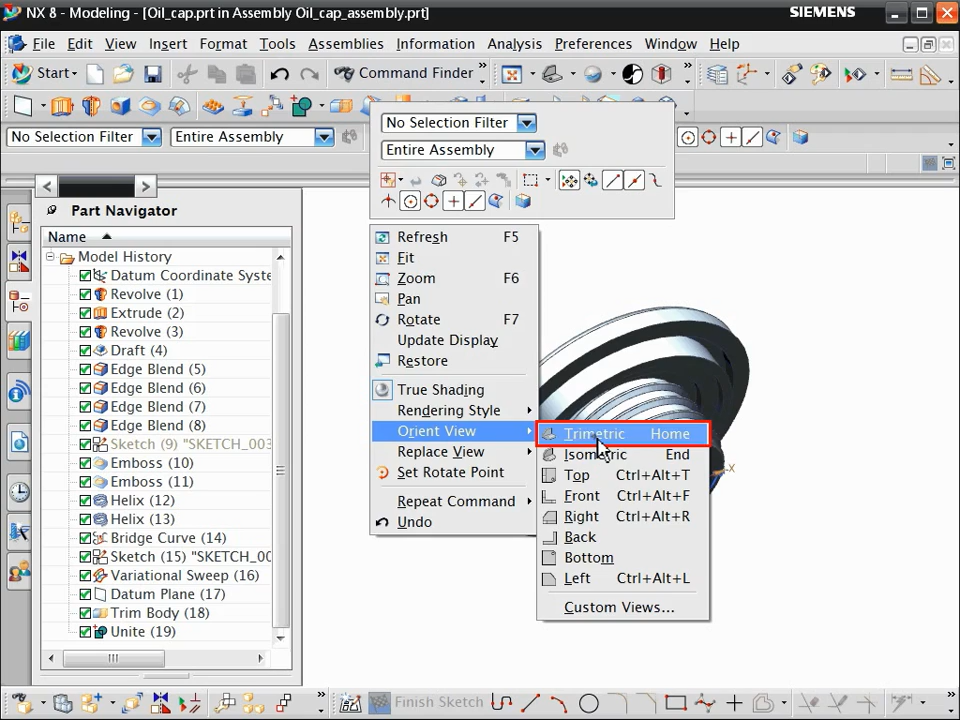 NX 8 - Modeling - [Oil_cap.prt in Assembly Oil_cap_assembly.prt]
SIEMENS
File Edit View Insert Format Tools Assemblies Information Analysis Preferences Window Help
Start Command Finder
No Selection Filter Entire Assembly
No Selection Filter
Entire Assembly
Part Navigator
Name
Model History
Datum Coordinate Syste
Revolve (1)
Extrude (2)
Revolve (3)
Draft (4)
Edge Blend (5)
Edge Blend (6)
Edge Blend (7)
Edge Blend (8)
Sketch (9) "SKETCH_003
Emboss (10)
Emboss (11)
Helix (12)
Helix (13)
Bridge Curve (14)
Sketch (15) "SKETCH_00
Variational Sweep (16)
Datum Plane (17)
Trim Body (18)
Unite (19)
Refresh F5
Fit
Zoom F6
Pan
Rotate F7
Update Display
Restore
True Shading
Rendering Style
Orient View
Replace View
Set Rotate Point
Repeat Command
Undo
Trimetric Home
Isometric End
Top Ctrl+Alt+T
Front Ctrl+Alt+F
Right Ctrl+Alt+R
Back
Bottom
Left Ctrl+Alt+L
Custom Views...
X
Finish Sketch